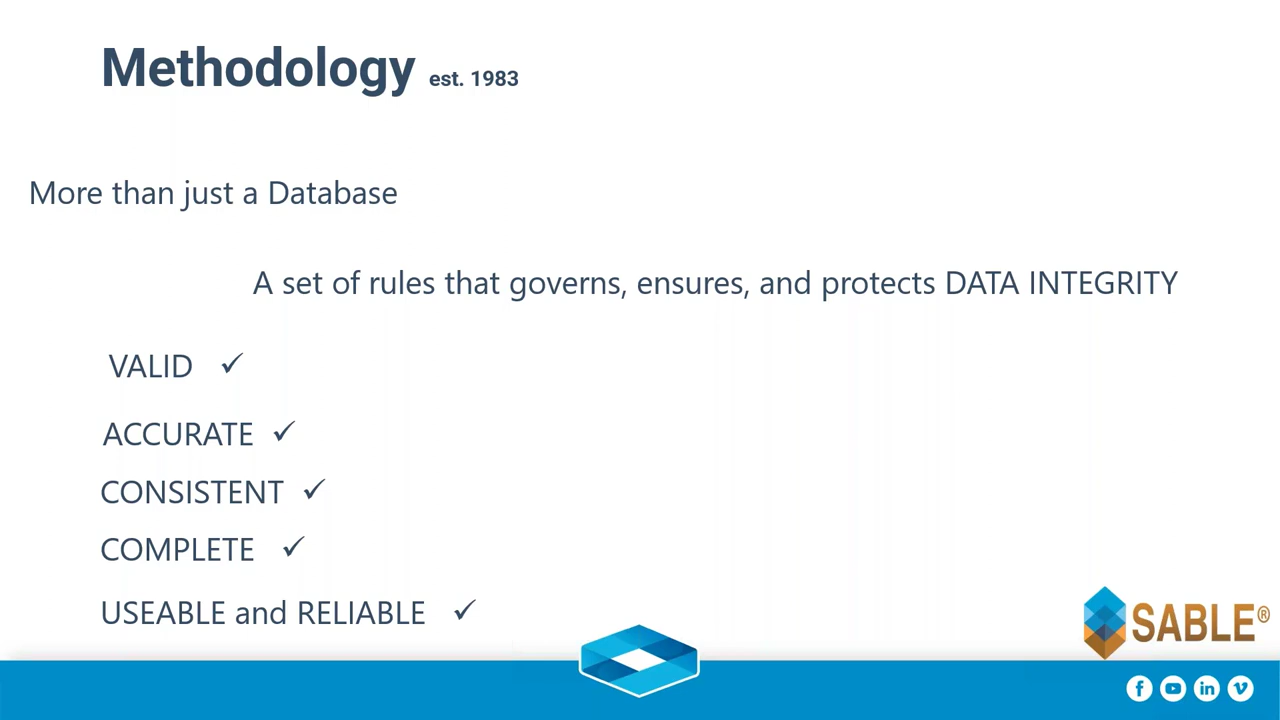 Methodology est. 1983
More than just a Database
A set of rules that governs, ensures, and protects DATA INTEGRITY
VALID ✓
ACCURATE ✓
CONSISTENT ✓
COMPLETE ✓
USEABLE and RELIABLE ✓
SABLE®